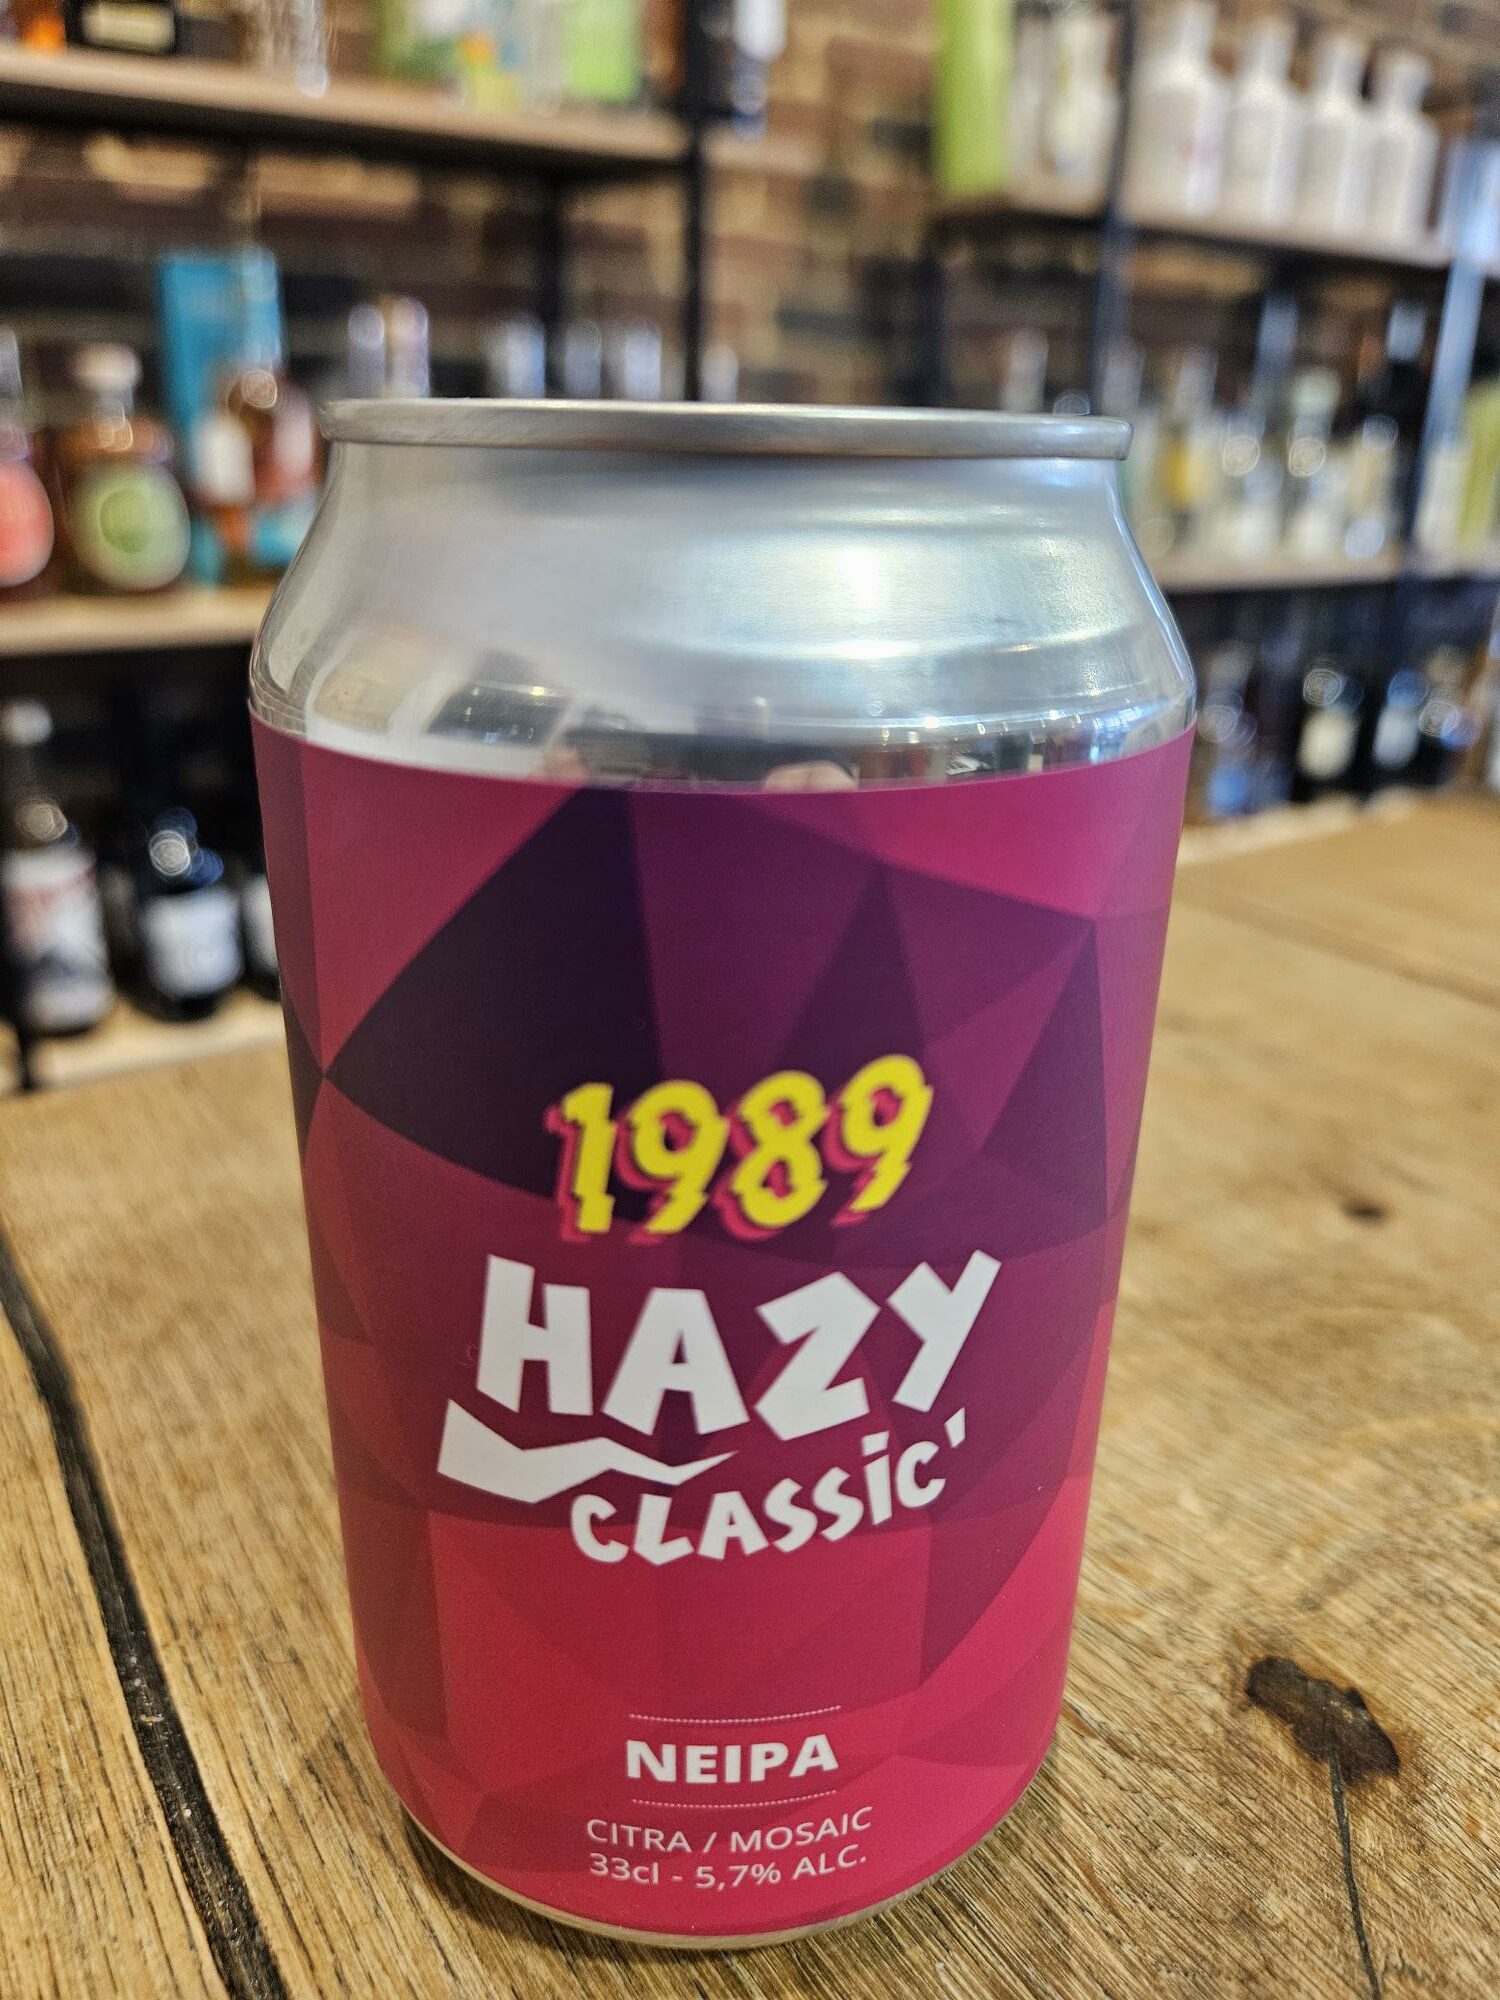 1989
HAZY
CLASSIC'
NEIPA
CITRA / MOSAIC
33cl - 5,7% ALC.